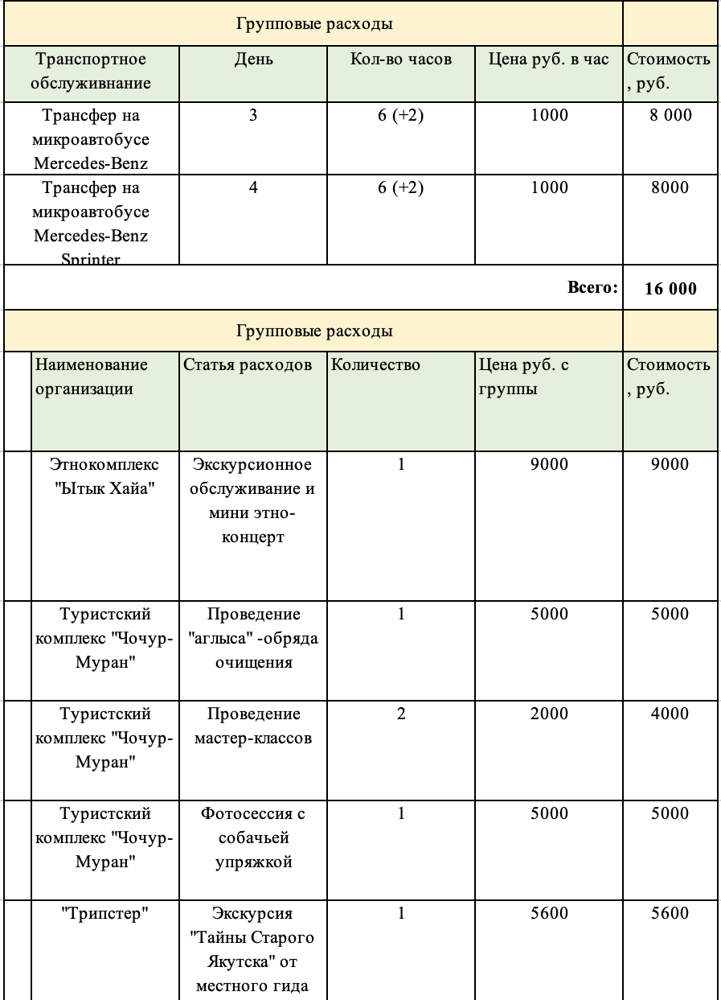 Групповые расходы
Транспортное обслуживнание День Кол-во часов Цена руб. в час Стоимость, руб.
Трансфер на микроавтобусе Mercedes-Benz 3 6 (+2) 1000 8 000
Трансфер на микроавтобусе Mercedes-Benz Sprinter 4 6 (+2) 1000 8000
Всего: 16 000
Групповые расходы
Наименование организации Статья расходов Количество Цена руб. с группы Стоимость, руб.
Этнокомплекс "Ытык Хайа" Экскурсионное обслуживание и мини этно-концерт 1 9000 9000
Туристский комплекс "Чочур-Муран" Проведение "аглыса" -обряда очищения 1 5000 5000
Туристский комплекс "Чочур-Муран" Проведение мастер-классов 2 2000 4000
Туристский комплекс "Чочур-Муран" Фотосессия с собачьей упряжкой 1 5000 5000
"Трипстер" Экскурсия "Тайны Старого Якутска" от местного гида 1 5600 5600